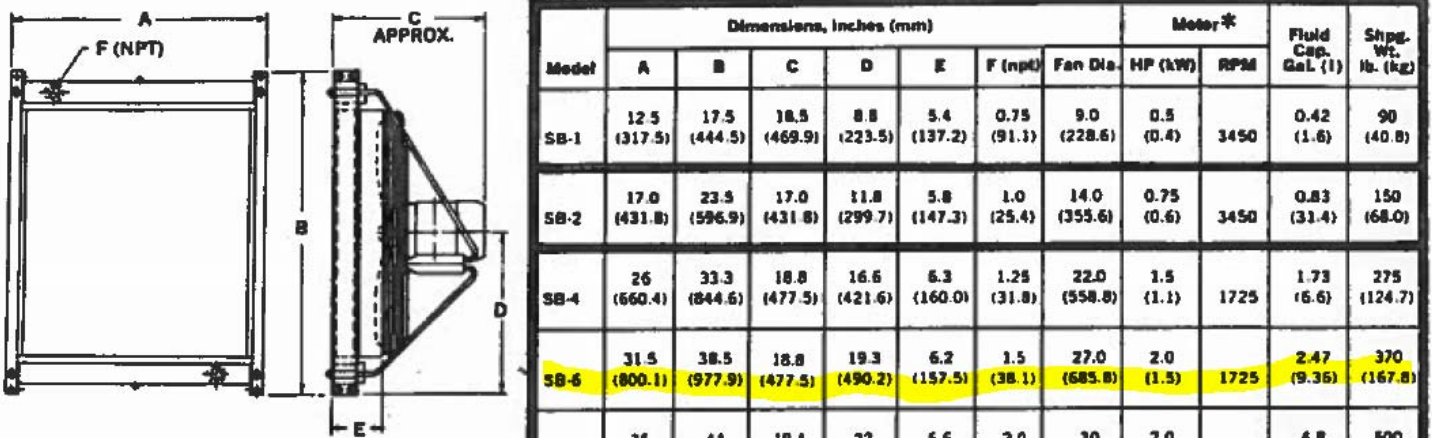 A
F (NPT)
B
C
APPROX.
D
E
Dimensions, inches (mm) Motor* Fluid Cap. Gal. (l) Shpg. Wt. lb. (kg)
Model A B C D E F (npt) Fan Dia. HP (kW) RPM
12.5 17.5 18.5 8.8 5.4 0.75 9.0 0.5 0.42 90
SB-1 (317.5) (444.5) (469.9) (223.5) (137.2) (91.1) (228.6) (0.4) 3450 (1.6) (40.8)
17.0 23.5 17.0 11.8 5.8 1.0 14.0 0.75 0.83 150
SB-2 (431.8) (596.9) (431.8) (299.7) (147.3) (25.4) (355.6) (0.6) 3450 (31.4) (68.0)
26 33.3 18.8 16.6 6.3 1.25 22.0 1.5 1.73 275
SB-4 (660.4) (844.6) (477.5) (421.6) (160.0) (31.8) (558.8) (1.1) 1725 (6.6) (124.7)
31.5 38.5 18.8 19.3 6.2 1.5 27.0 2.0 2.47 370
SB-6 (800.1) (977.9) (477.5) (490.2) (157.5) (38.1) (685.8) (1.5) 1725 (9.36) (167.8)